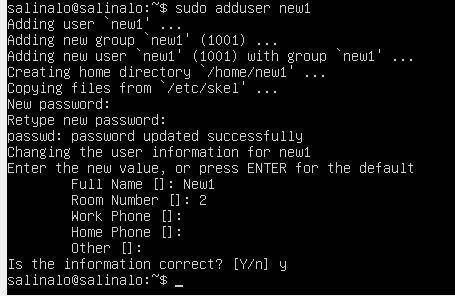 salinalo@salinalo:~$ sudo adduser new1
Adding user `new1' ...
Adding new group `new1' (1001) ...
Adding new user `new1' (1001) with group `new1' ...
Creating home directory `/home/new1' ...
Copying files from `/etc/skel' ...
New password:
Retype new password:
passwd: password updated successfully
Changing the user information for new1
Enter the new value, or press ENTER for the default
        Full Name []: New1
        Room Number []: 2
        Work Phone []:
        Home Phone []:
        Other []:
Is the information correct? [Y/n] y
salinalo@salinalo:~$ _